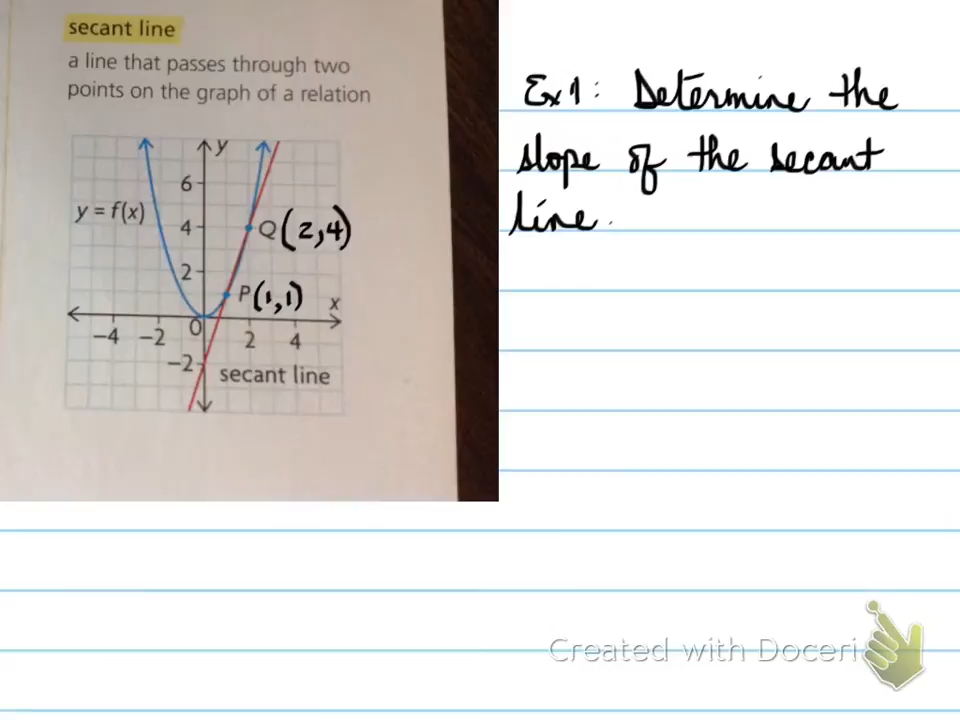 secant line
a line that passes through two
points on the graph of a relation
y
6
y = f(x)
4
Q(2,4)
2
P(1,1)
x
0
-4 -2 2 4
-2
secant line
Ex 1: Determine the
slope of the secant
line.
Created with Doceri